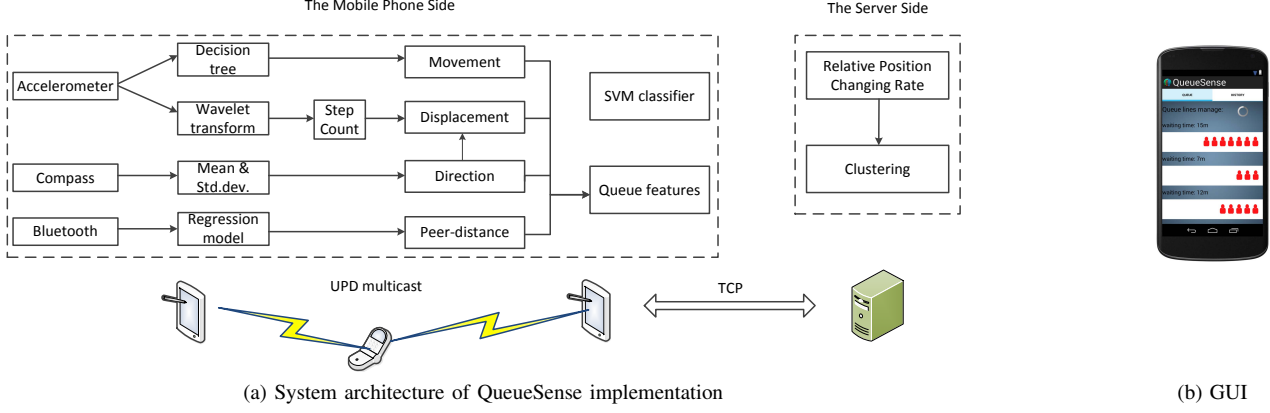 The Mobile Phone Side
The Server Side
Accelerometer
Decision
tree
Movement
Wavelet
transform
Step
Count
Displacement
SVM classifier
Compass
Mean &
Std.dev.
Direction
Queue features
Bluetooth
Regression
model
Peer-distance
Relative Position
Changing Rate
Clustering
UPD multicast
TCP
QueueSense
QUEUE
HISTORY
Queue lines manage:
waiting time: 15m
waiting time: 7m
waiting time: 12m
(a) System architecture of QueueSense implementation
(b) GUI